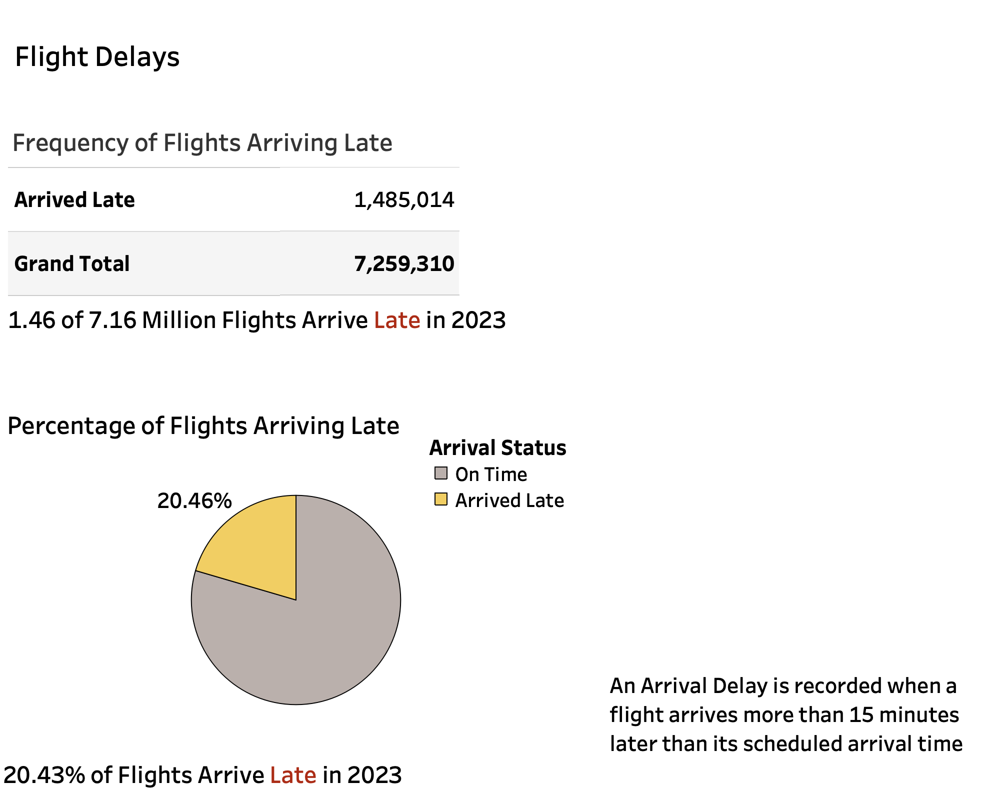 Flight Delays
Frequency of Flights Arriving Late
Arrived Late 1,485,014
Grand Total 7,259,310
1.46 of 7.16 Million Flights Arrive Late in 2023
Percentage of Flights Arriving Late
Arrival Status
On Time
Arrived Late
20.46%
An Arrival Delay is recorded when a
flight arrives more than 15 minutes
later than its scheduled arrival time
20.43% of Flights Arrive Late in 2023